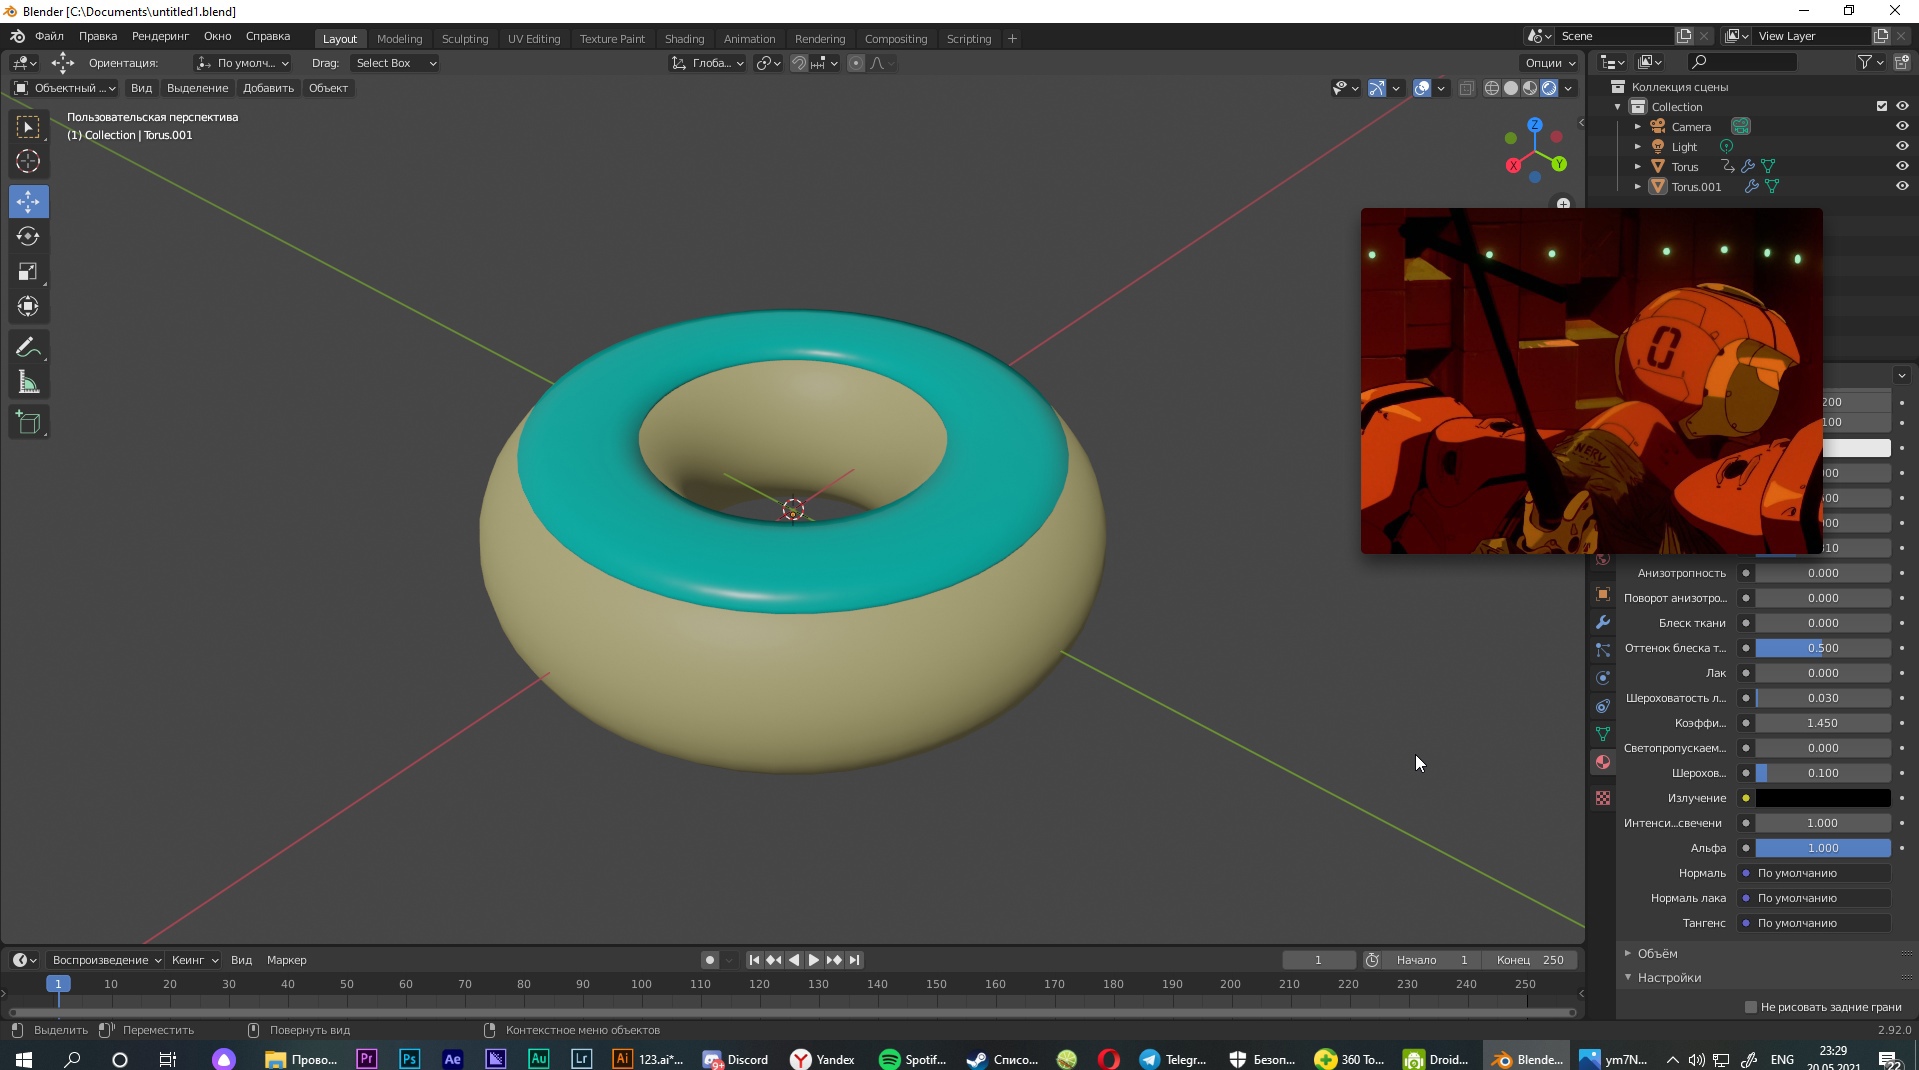 Blender [C:\Documents\untitled1.blend]
Файл Правка Рендеринг Окно Справка Layout Modeling Sculpting UV Editing Texture Paint Shading Animation Rendering Compositing Scripting + Scene View Layer
Ориентация: По умолч... Drag: Select Box Глоба... Опции
Объектный ... Вид Выделение Добавить Объект
Пользовательская перспектива
(1) Collection | Torus.001
Z
X
Y
Коллекция сцены
Collection
Camera
Light
Torus
Torus.001
0
NERV
200
100
Анизотропность 0.000
Поворот анизотро... 0.000
Блеск ткани 0.000
Оттенок блеска т... 0.500
Лак 0.000
Шероховатость л... 0.030
Коэффи... 1.450
Светопропускаем... 0.000
Шерохов... 0.100
Излучение
Интенси...свечени 1.000
Альфа 1.000
Нормаль По умолчанию
Нормаль лака По умолчанию
Тангенс По умолчанию
Объём
Настройки
Не рисовать задние грани
Воспроизведение Кеинг Вид Маркер 1 Начало 1 Конец 250
1 10 20 30 40 50 60 70 80 90 100 110 120 130 140 150 160 170 180 190 200 210 220 230 240 250
Выделить Переместить Повернуть вид Контекстное меню объектов 2.92.0
Прово... Pr Ps Ae Au Lr Ai 123.ai*... 9+ Discord Yandex Spotif... Списо... Telegr... Безоп... 360 To... Droid... Blende... ym7N... ENG 23:29
20.05.2021 22